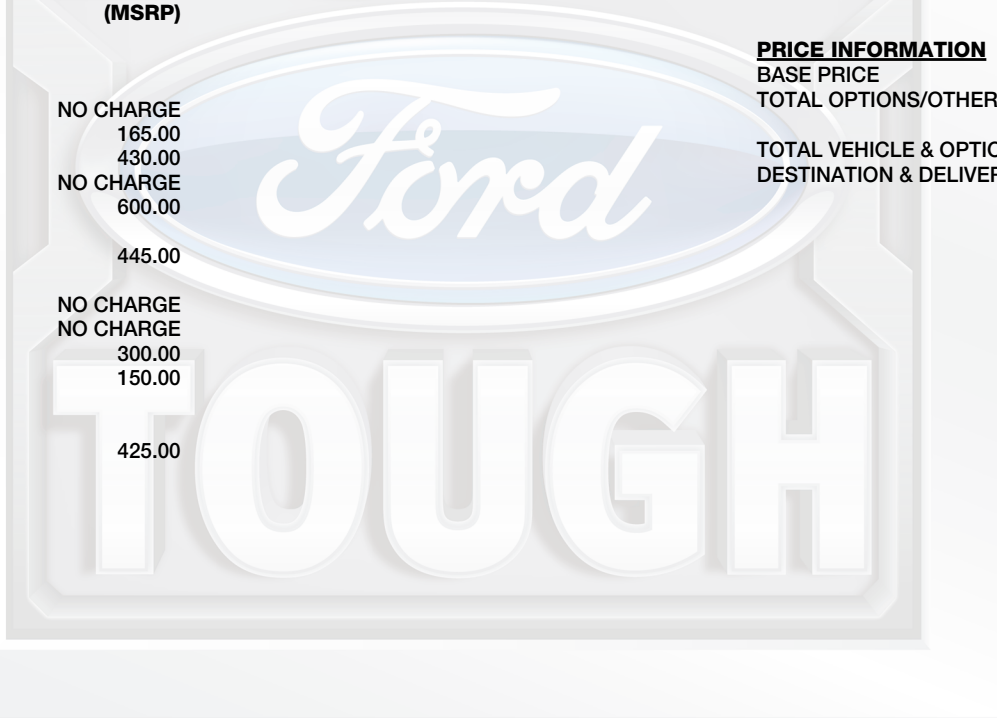 (MSRP)
NO CHARGE
165.00
430.00
NO CHARGE
600.00
445.00
NO CHARGE
NO CHARGE
300.00
150.00
425.00
PRICE INFORMATION
BASE PRICE
TOTAL OPTIONS/OTHER
TOTAL VEHICLE & OPTIO
DESTINATION & DELIVER
Ford
TOUGH